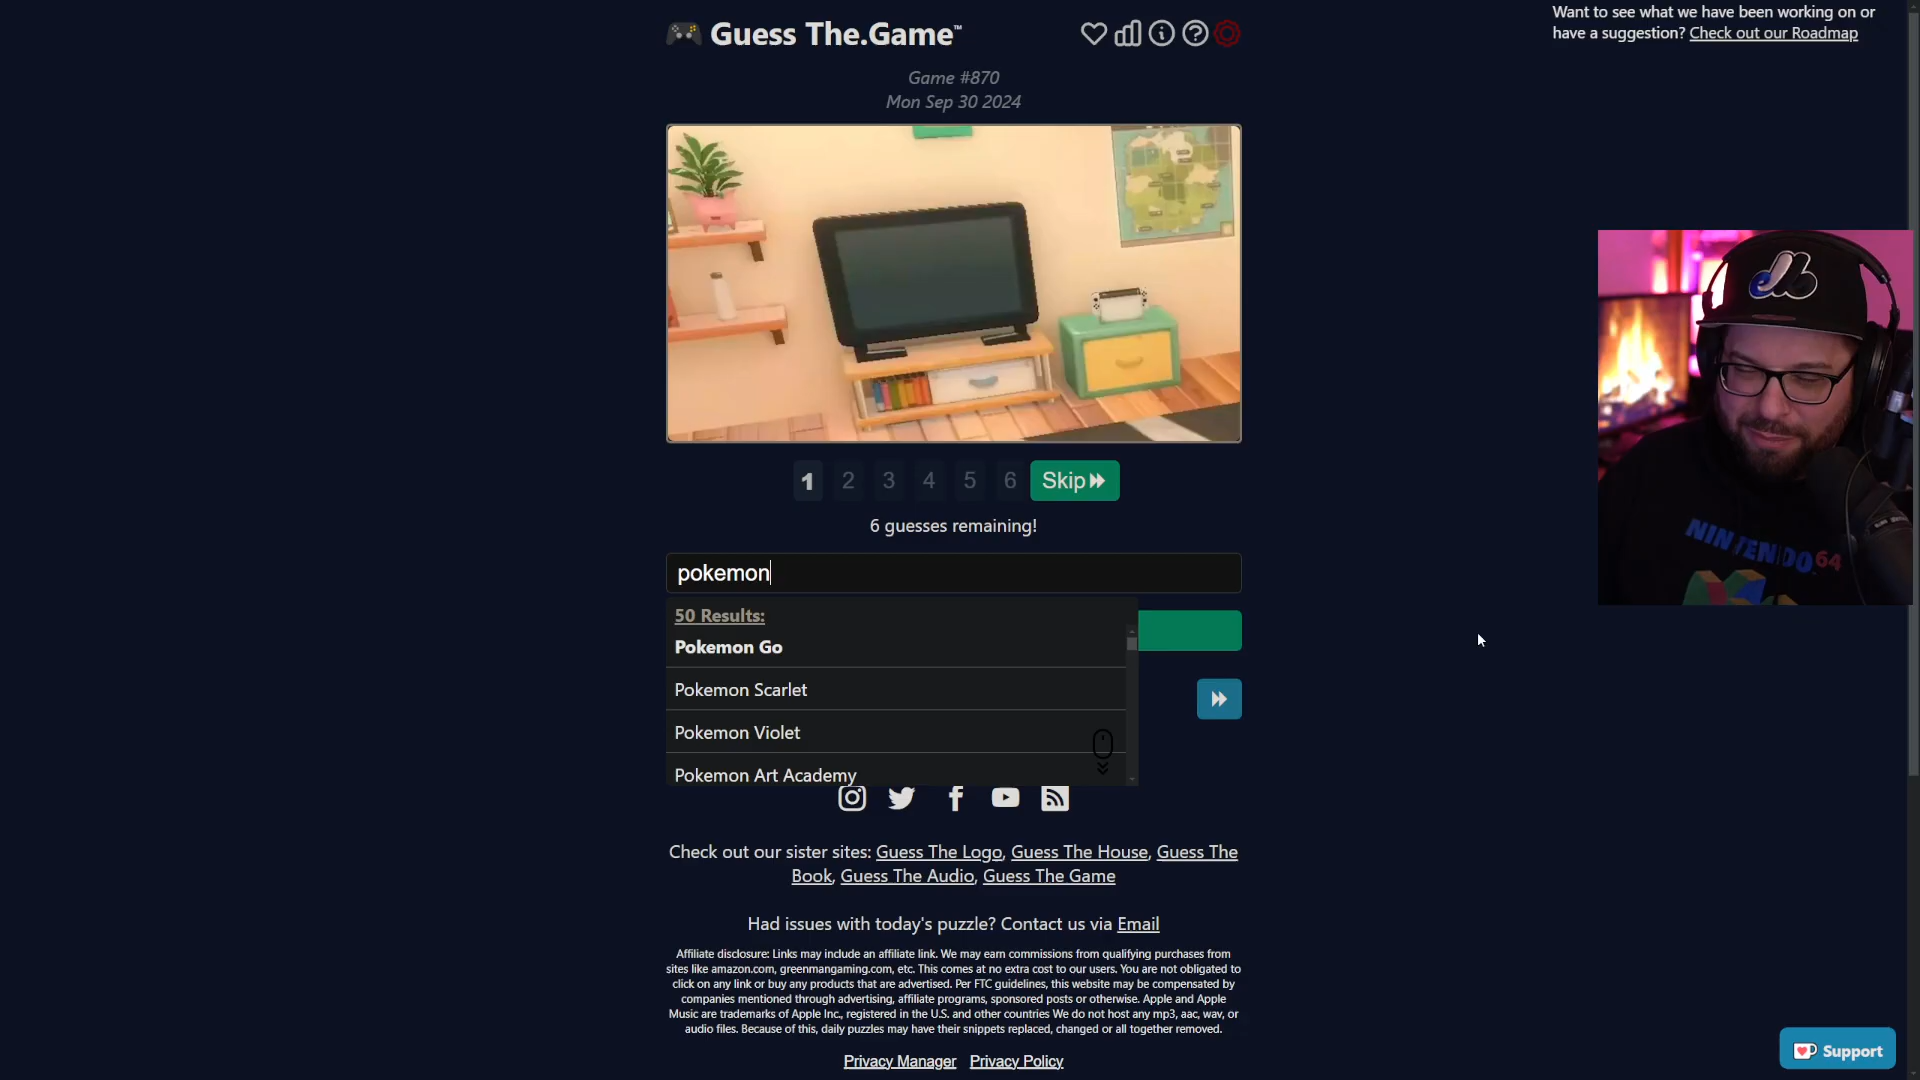 Guess The.Game™
Want to see what we have been working on or
have a suggestion? Check out our Roadmap
Game #870
Mon Sep 30 2024
1 2 3 4 5 6 Skip
6 guesses remaining!
pokemon
50 Results:
Pokemon Go
Pokemon Scarlet
Pokemon Violet
Pokemon Art Academy
NINTENDO 64
Check out our sister sites: Guess The Logo, Guess The House, Guess The
Book, Guess The Audio, Guess The Game
Had issues with today's puzzle? Contact us via Email
Affiliate disclosure: Links may include an affiliate link. We may earn commissions from qualifying purchases from
sites like amazon.com, greenmangaming.com, etc. This comes at no extra cost to our users. You are not obligated to
click on any link or buy any products that are advertised. Per FTC guidelines, this website may be compensated by
companies mentioned through advertising, affiliate programs, sponsored posts or otherwise. Apple and Apple
Music are trademarks of Apple Inc., registered in the U.S. and other countries We do not host any mp3, aac, wav, or
audio files. Because of this, daily puzzles may have their snippets replaced, changed or all together removed.
Privacy Manager Privacy Policy
Support